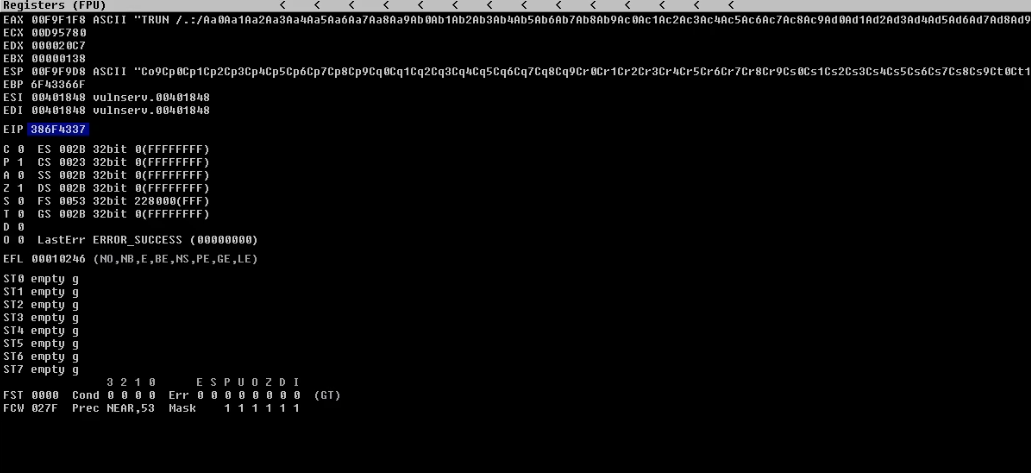 Registers (FPU) < < < < < < < < < < < < < <
EAX 00F9F1F8 ASCII "TRUN /.:/Aa0Aa1Aa2Aa3Aa4Aa5Aa6Aa7Aa8Aa9Ab0Ab1Ab2Ab3Ab4Ab5Ab6Ab7Ab8Ab9Ac0Ac1Ac2Ac3Ac4Ac5Ac6Ac7Ac8Ac9Ad0Ad1Ad2Ad3Ad4Ad5Ad6Ad7Ad8Ad9
ECX 00D95780
EDX 000020C7
EBX 00000138
ESP 00F9F9D8 ASCII "Co9Cp0Cp1Cp2Cp3Cp4Cp5Cp6Cp7Cp8Cp9Cq0Cq1Cq2Cq3Cq4Cq5Cq6Cq7Cq8Cq9Cr0Cr1Cr2Cr3Cr4Cr5Cr6Cr7Cr8Cr9Cs0Cs1Cs2Cs3Cs4Cs5Cs6Cs7Cs8Cs9Ct0Ct1
EBP 6F43366F
ESI 00401848 vulnserv.00401848
EDI 00401848 vulnserv.00401848
EIP 386F4337
C 0 ES 002B 32bit 0(FFFFFFFF)
P 1 CS 0023 32bit 0(FFFFFFFF)
A 0 SS 002B 32bit 0(FFFFFFFF)
Z 1 DS 002B 32bit 0(FFFFFFFF)
S 0 FS 0053 32bit 228000(FFF)
T 0 GS 002B 32bit 0(FFFFFFFF)
D 0
O 0 LastErr ERROR_SUCCESS (00000000)
EFL 00010246 (NO,NB,E,BE,NS,PE,GE,LE)
ST0 empty g
ST1 empty g
ST2 empty g
ST3 empty g
ST4 empty g
ST5 empty g
ST6 empty g
ST7 empty g
3 2 1 0 E S P U O Z D I
FST 0000 Cond 0 0 0 0 Err 0 0 0 0 0 0 0 0 (GT)
FCW 027F Prec NEAR,53 Mask 1 1 1 1 1 1